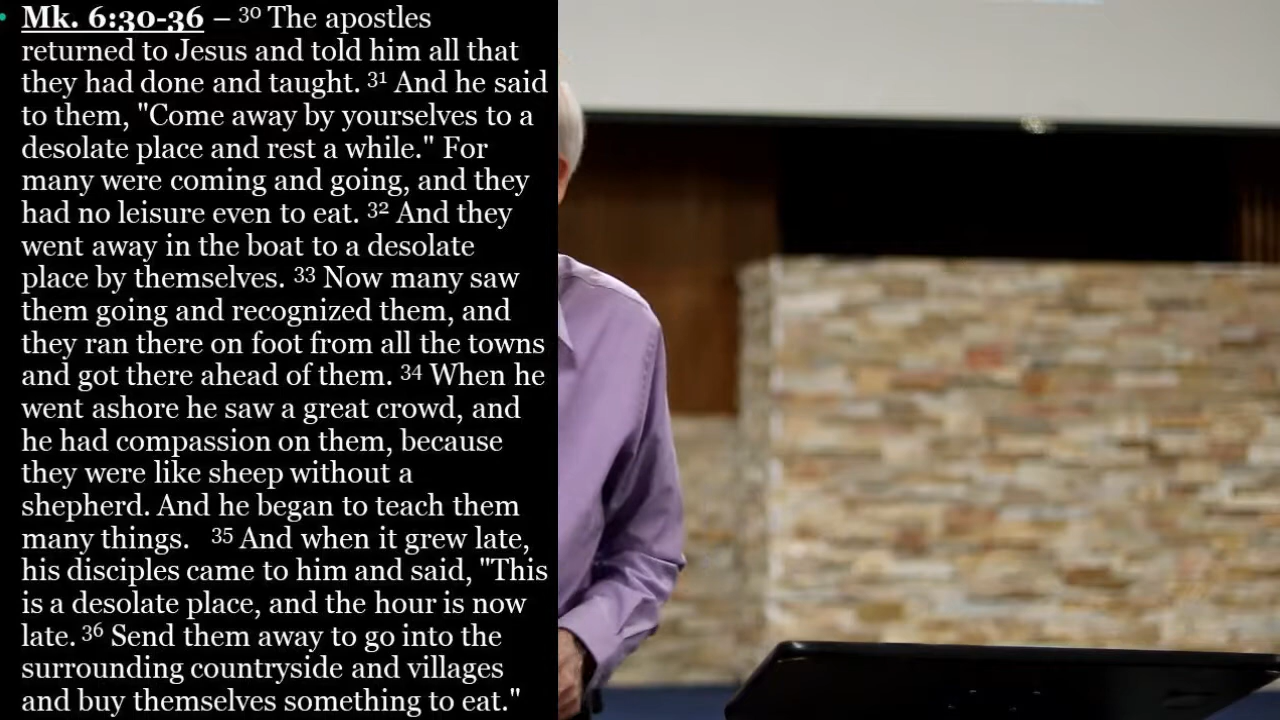 • Mk. 6:30-36 – ³⁰ The apostles
returned to Jesus and told him all that
they had done and taught. ³¹ And he said
to them, "Come away by yourselves to a
desolate place and rest a while." For
many were coming and going, and they
had no leisure even to eat. ³² And they
went away in the boat to a desolate
place by themselves. ³³ Now many saw
them going and recognized them, and
they ran there on foot from all the towns
and got there ahead of them. ³⁴ When he
went ashore he saw a great crowd, and
he had compassion on them, because
they were like sheep without a
shepherd. And he began to teach them
many things.   ³⁵ And when it grew late,
his disciples came to him and said, "This
is a desolate place, and the hour is now
late. ³⁶ Send them away to go into the
surrounding countryside and villages
and buy themselves something to eat."